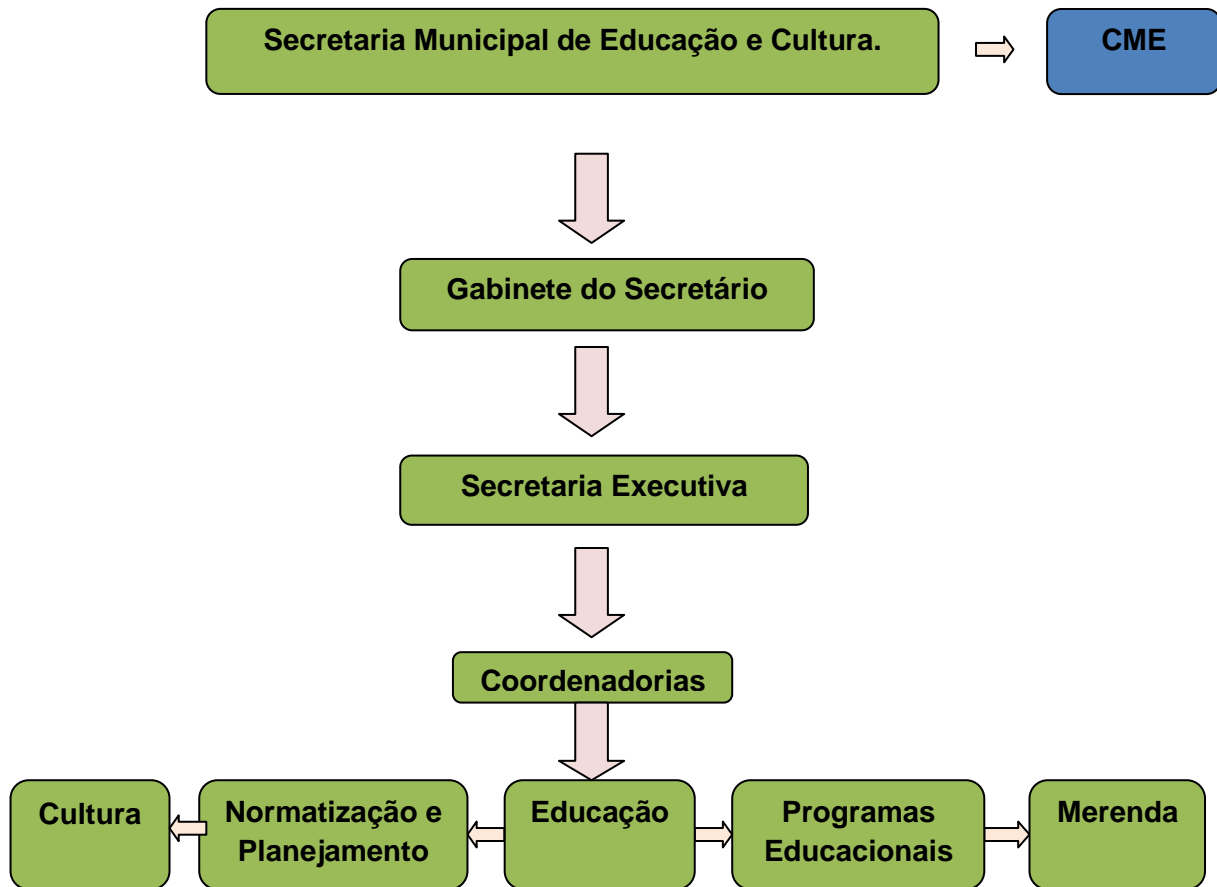 Secretaria Municipal de Educação e Cultura.
CME
Gabinete do Secretário
Secretaria Executiva
Coordenadorias
Cultura
Normatização e
Planejamento
Educação
Programas
Educacionais
Merenda